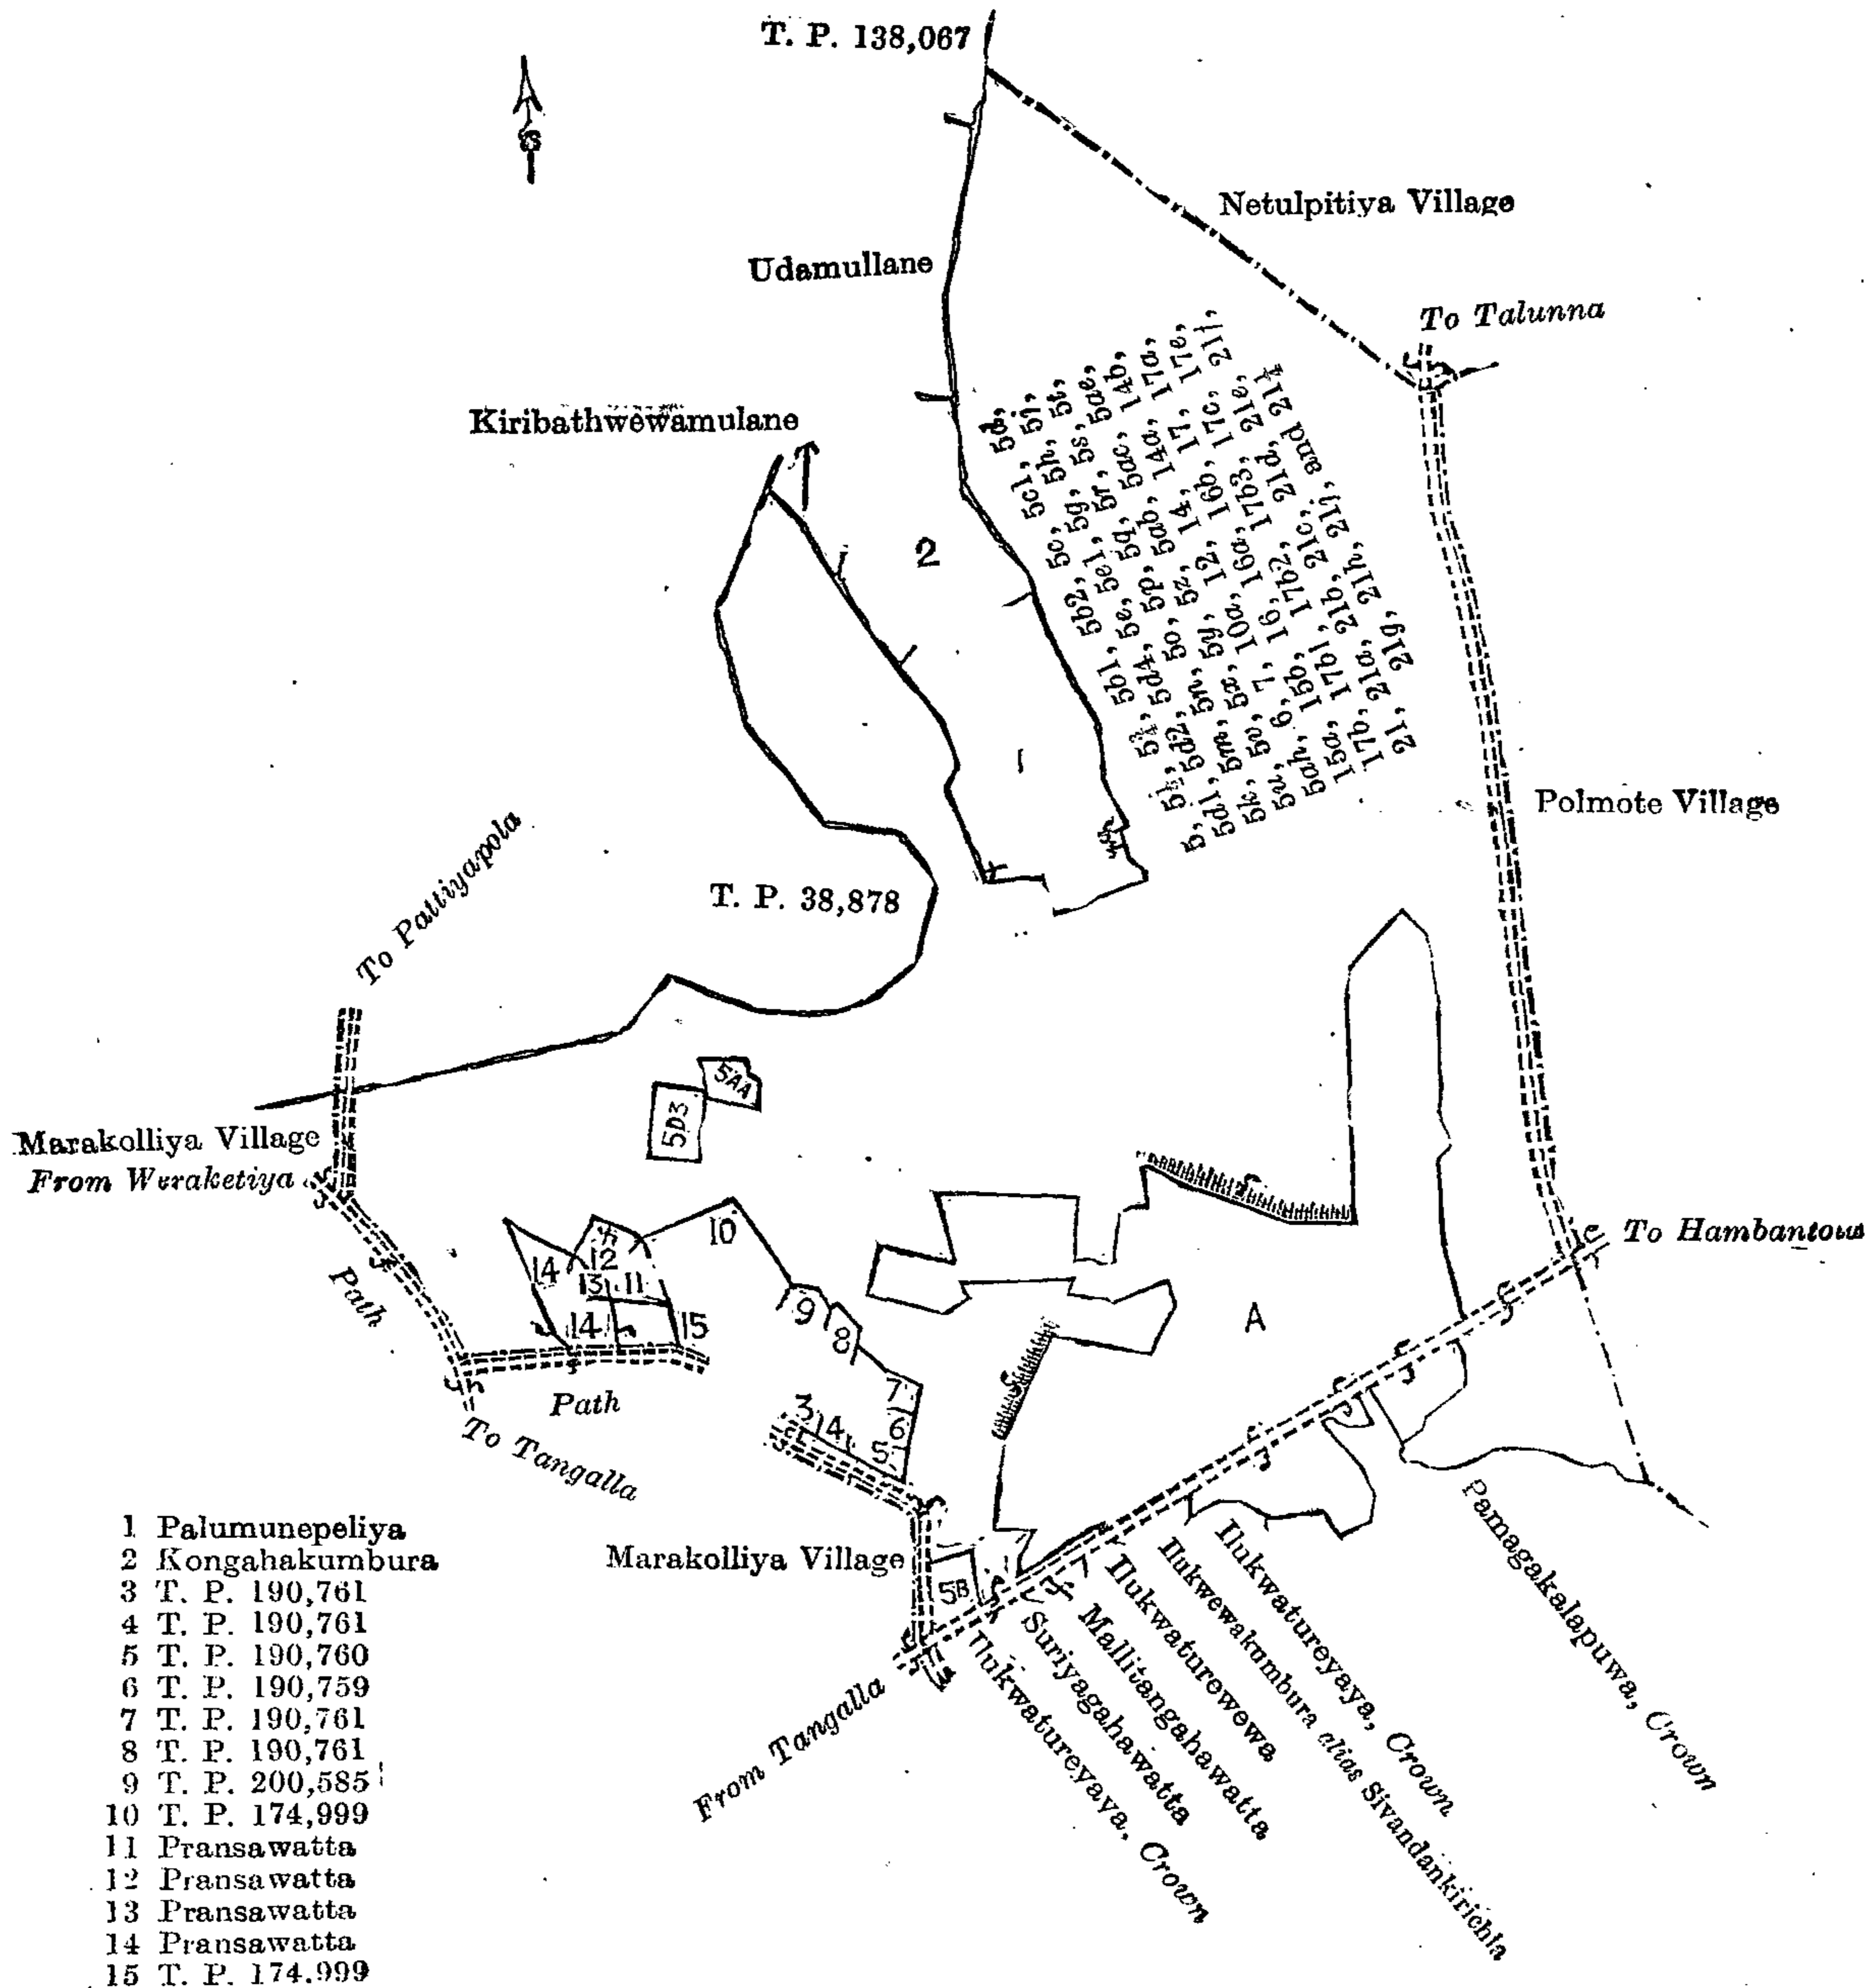 T. P. 138,067
Netulpitiya Village
Udamullane
To Talunna
Kiribathwewamulane
2
5, 5b, 5i, 5b1, 5b2, 5c, 5c1, 5d,
5d1, 5d2, 5d4, 5e, 5e1, 5g, 5h, 5j,
5k, 5m, 5n, 5o, 5p, 5q, 5r, 5s, 5t,
5u, 5v, 5x, 5y, 5z, 5ab, 5ac, 5ae,
5ah, 6, 7, 10a, 12, 14, 14a, 14b,
15a, 15b, 16, 16a, 16b, 17, 17a,
17b, 17b1, 17b2, 17b3, 17c, 17e,
21, 21a, 21b, 21c, 21d, 21e, 21f,
21g, 21h, 21j, and
1
Polmote Village
To Pattiyapola
T. P. 38,878
5AA
5D3
Marakolliya Village
From Weraketiya
To Hambantota
10
12
14
13
11
9
A
14
15
8
Path
Path
7
3
4
6
5
To Tangalla
Marakolliya Village
5B
From Tangalla
Ilukwatureyaya, Crown
Suriyagahawatta
Mallitangahawatta
Ilukwaturewewa
Ilukwewakumbura alias Sivandankirichla
Ilukwatureyaya, Crown
Pamagakalapuwa, Crown
1 Palumunepeliya
2 Kongahakumbura
3 T. P. 190,761
4 T. P. 190,761
5 T. P. 190,760
6 T. P. 190,759
7 T. P. 190,761
8 T. P. 190,761
9 T. P. 200,585
10 T. P. 174,999
11 Pransawatta
12 Pransawatta
13 Pransawatta
14 Pransawatta
15 T. P. 174.999